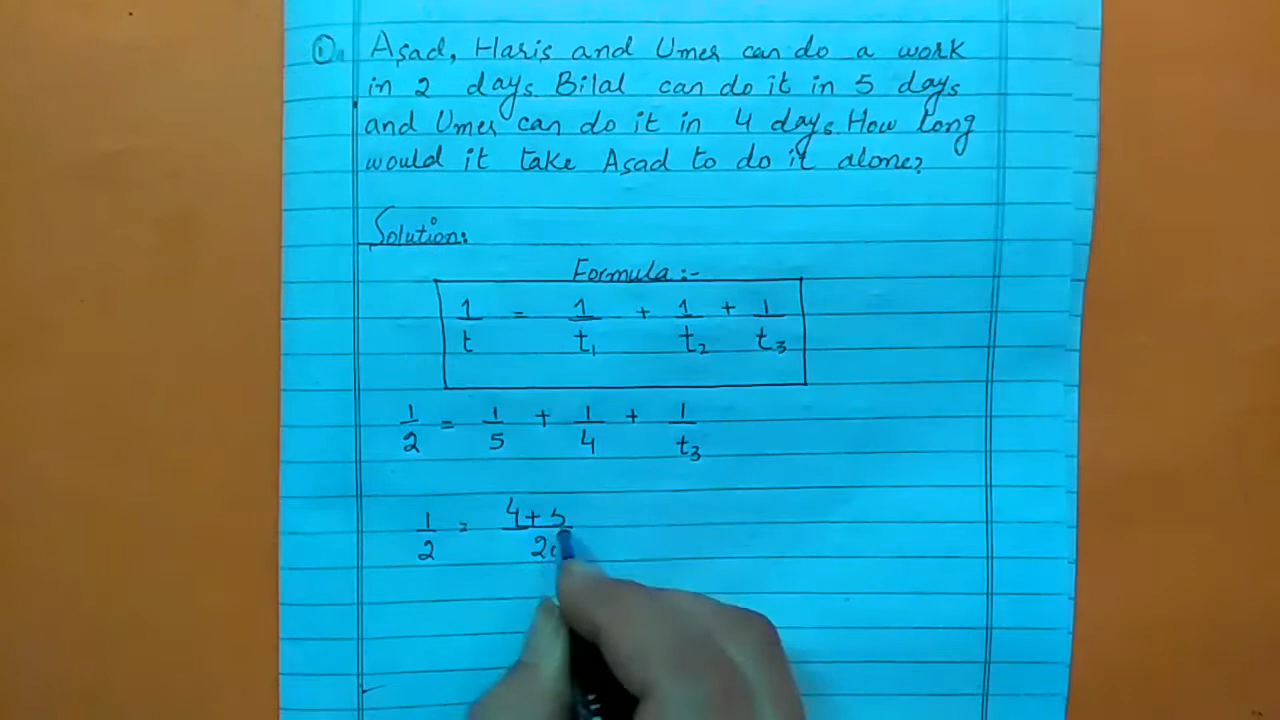 1. Asad, Haris and Umer can do a work
in 2 days. Bilal can do it in 5 days
and Umer can do it in 4 days. How long
would it take Asad to do it alone?
Solution:
Formula:-
1/t = 1/t₁ + 1/t₂ + 1/t₃
1/2 = 1/5 + 1/4 + 1/t₃
1/2 = 4+5/20